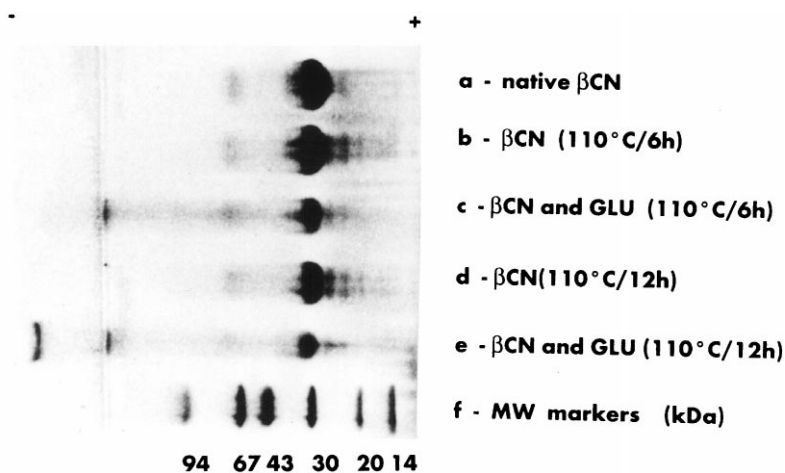 - +
a - native βCN
b - βCN (110°C/6h)
c - βCN and GLU (110°C/6h)
d - βCN(110°C/12h)
e - βCN and GLU (110°C/12h)
f - MW markers (kDa)
94 67 43 30 20 14